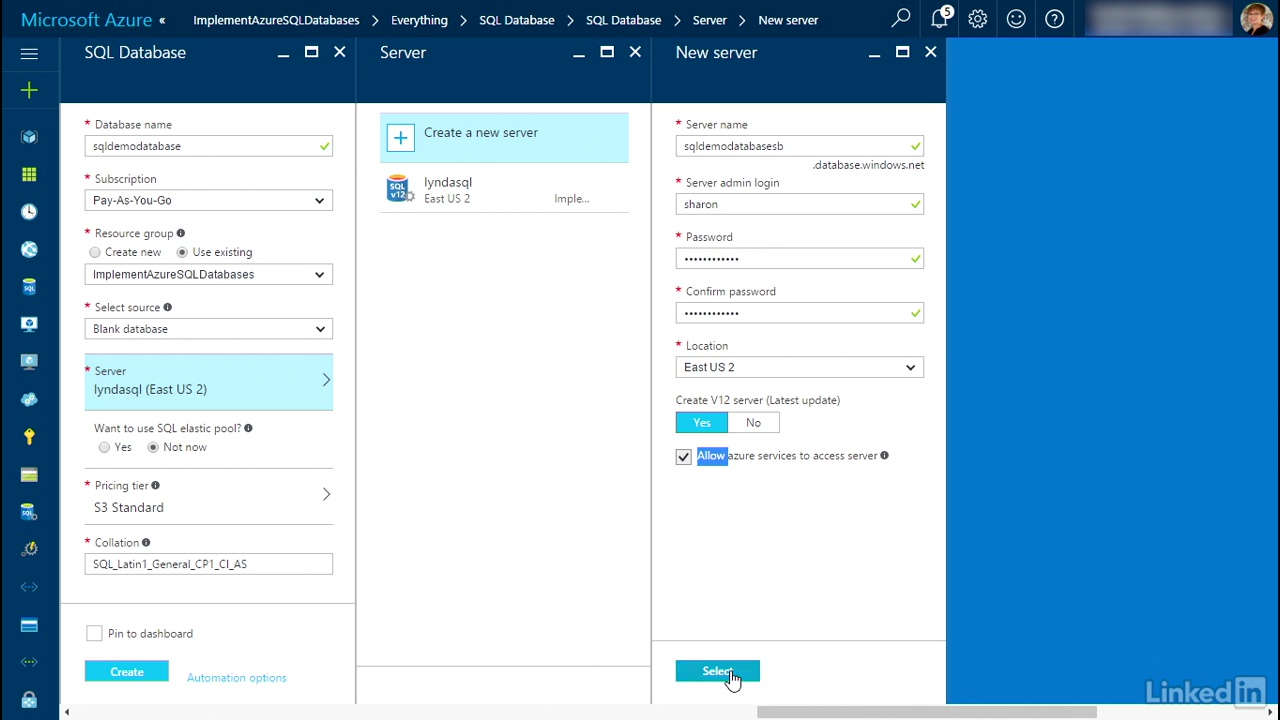 Microsoft Azure « ImplementAzureSQLDatabases > Everything > SQL Database > SQL Database > Server > New server 5
SQL Database
* Database name
sqldemodatabase
* Subscription
Pay-As-You-Go
* Resource group
Create new Use existing
ImplementAzureSQLDatabases
* Select source
Blank database
* Server
lyndasql (East US 2)
Want to use SQL elastic pool?
Yes Not now
* Pricing tier
S3 Standard
* Collation
SQL_Latin1_General_CP1_CI_AS
Pin to dashboard
Create Automation options
Server
Create a new server
SQL v12
lyndasql
East US 2 Imple...
New server
* Server name
sqldemodatabasesb
.database.windows.net
* Server admin login
sharon
* Password
••••••••••••
* Confirm password
••••••••••••
* Location
East US 2
Create V12 server (Latest update)
Yes No
Allow azure services to access server
Select
LinkedIn